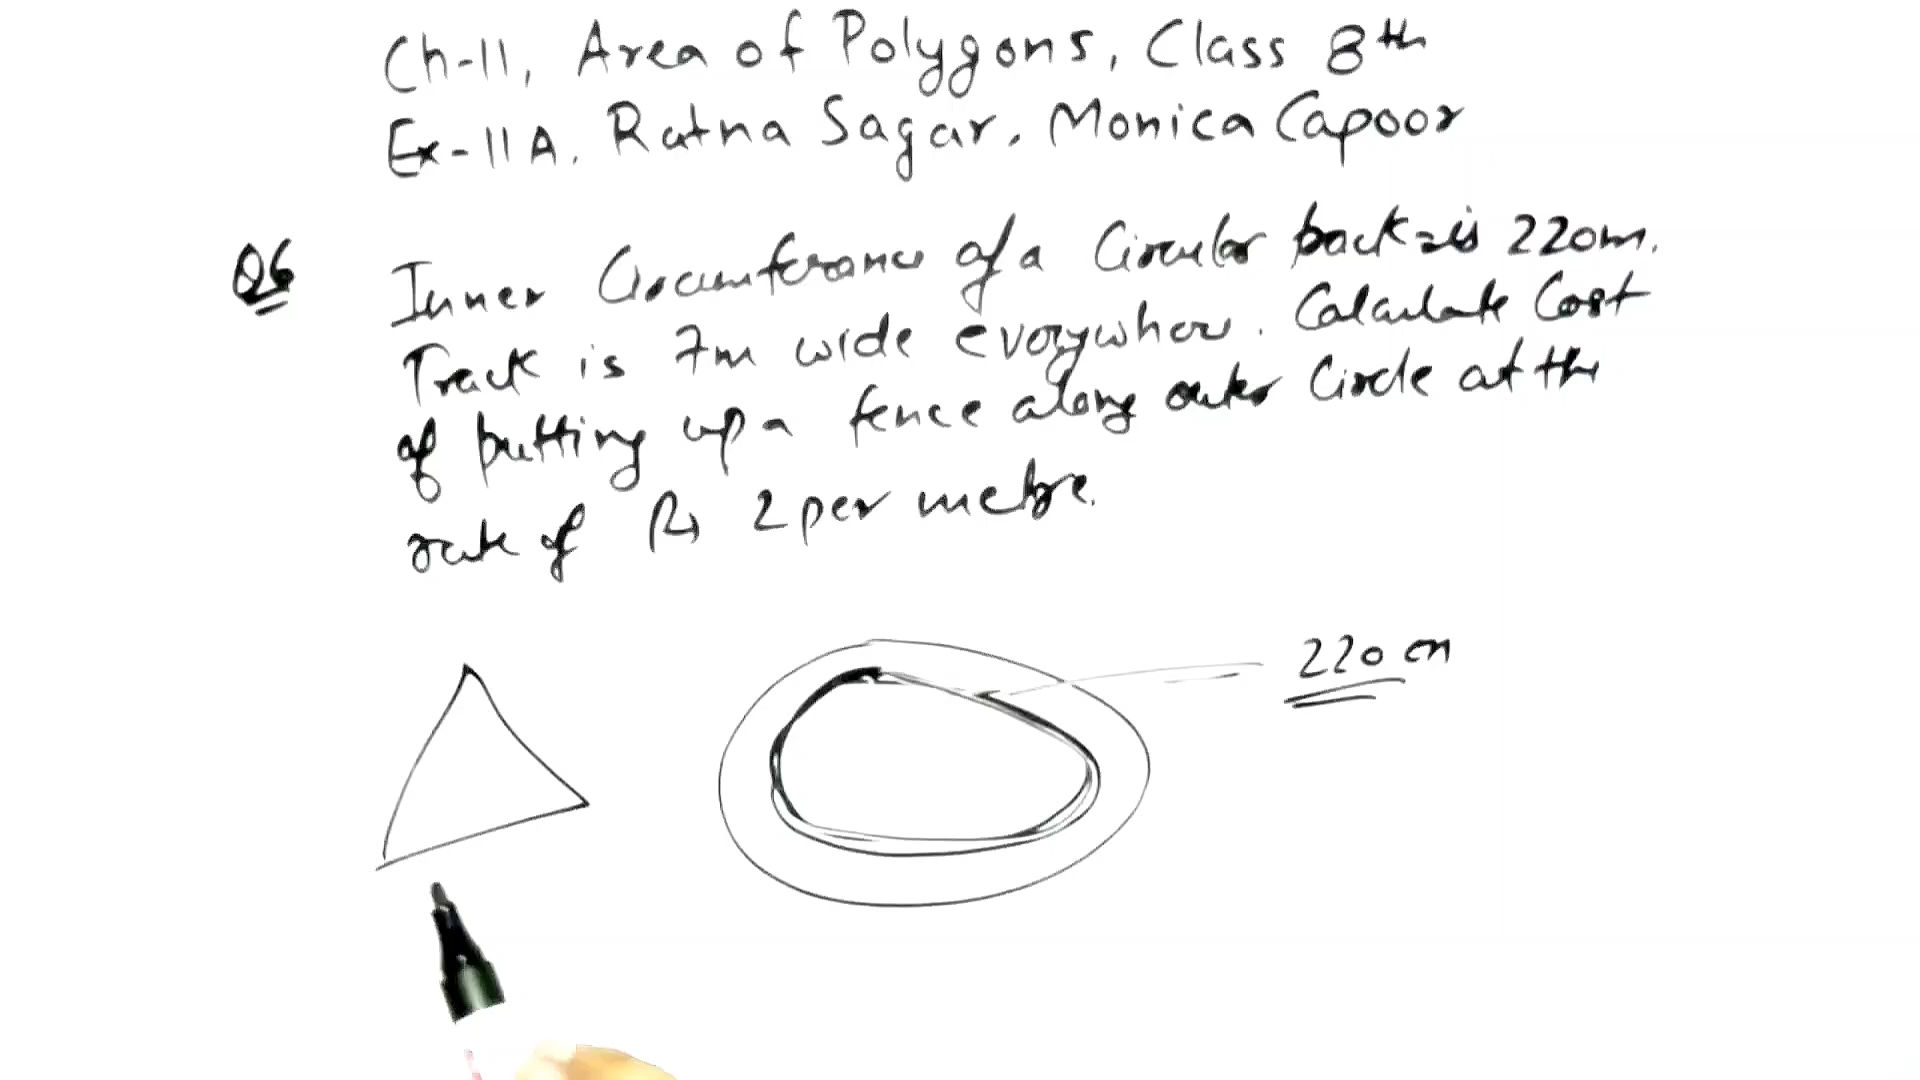 Ch-11, Area of Polygons, Class 8th
Ex-11A, Ratna Sagar, Monica Capoor
Q6 Inner Circumference of a Circular track is 220m.
Track is 7m wide everywhere. Calculate Cost
of putting up a fence along outer Circle at the
rate of Rs 2 per metre.
220 cm